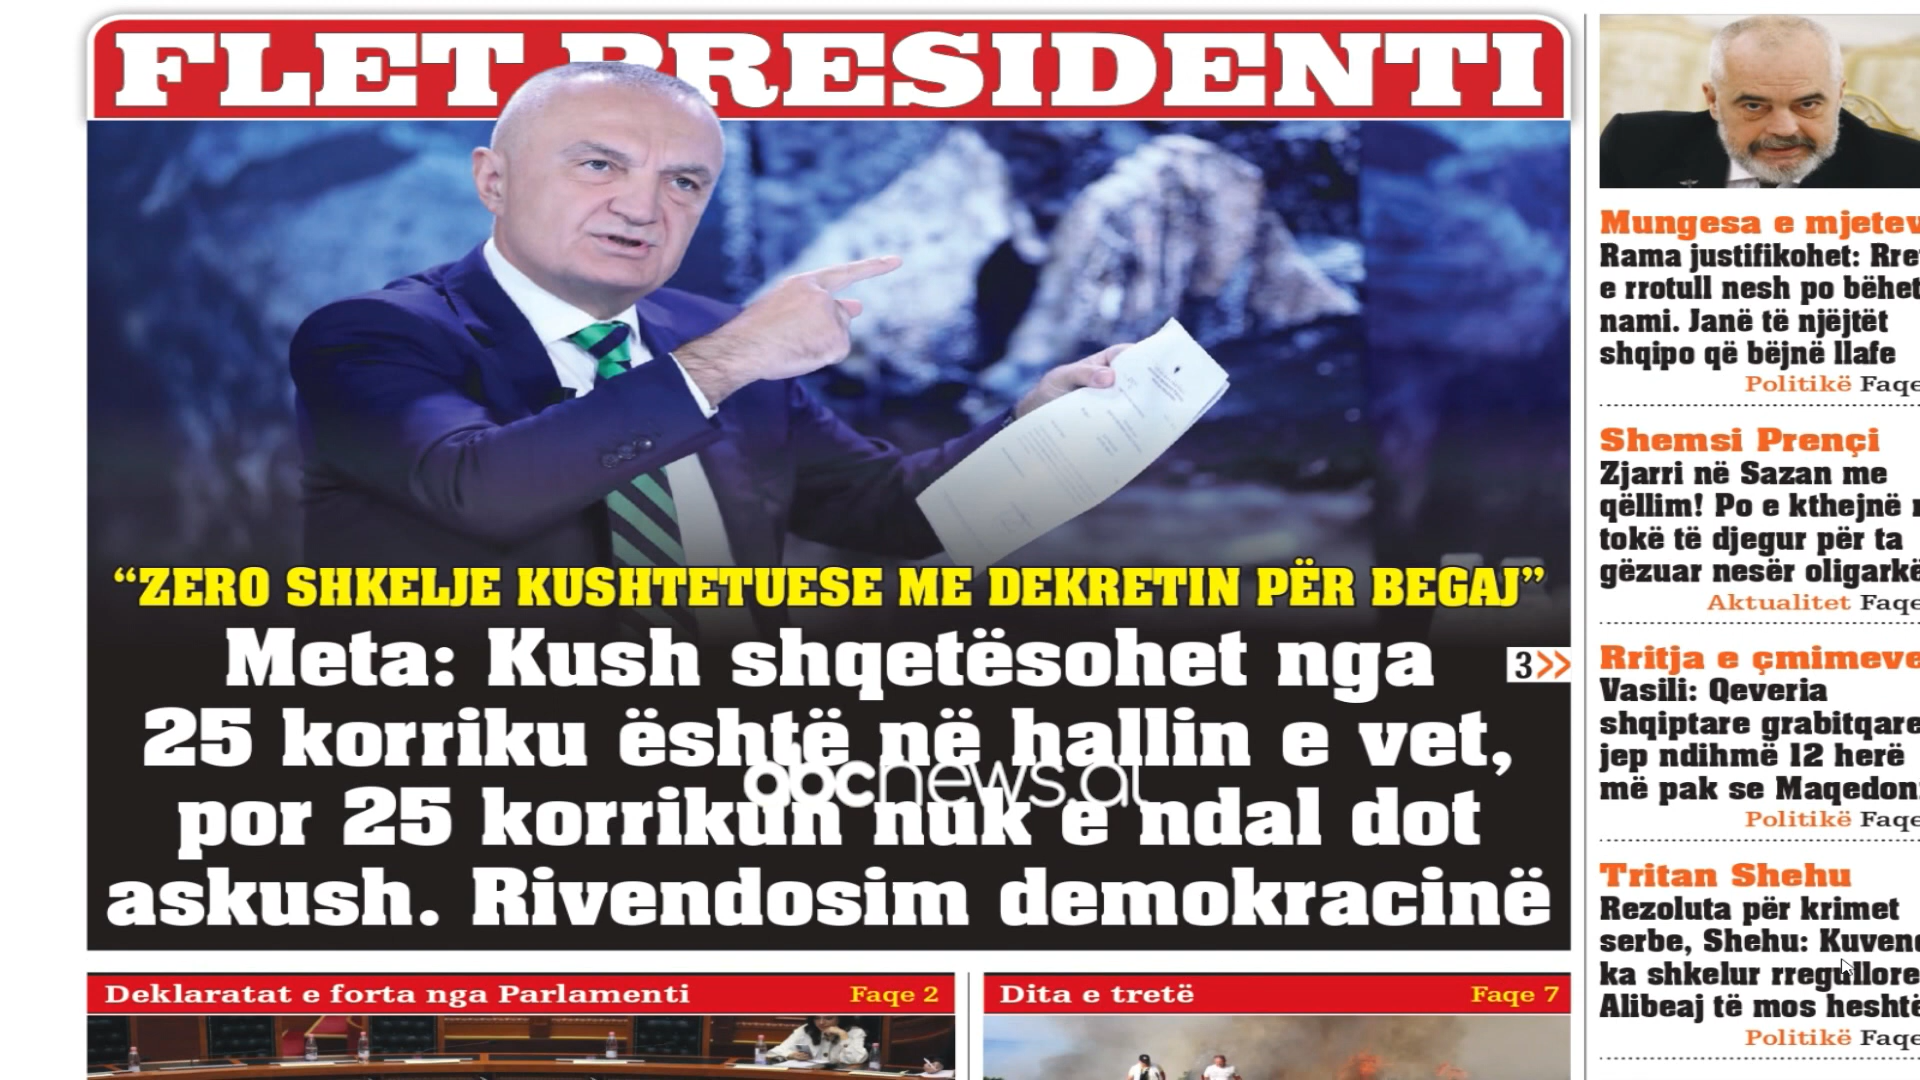 FLET PRESIDENTI
“ZERO SHKELJE KUSHTETUESE ME DEKRETIN PËR BEGAJ”
Meta: Kush shqetësohet nga
25 korriku është në hallin e vet,
por 25 korrikun nuk e ndal dot
askush. Rivendosim demokracinë
3
abcnews.al
Deklaratat e forta nga Parlamenti Faqe 2
Dita e tretë Faqe 7
Mungesa e mjetev
Rama justifikohet: Rre
e rrotull nesh po bëhet
nami. Janë të njëjtët
shqipo që bëjnë llafe
Politikë Faqe
Shemsi Prençi
Zjarri në Sazan me
qëllim! Po e kthejnë
tokë të djegur për ta
gëzuar nesër oligarkë
Aktualitet Faqe
Rritja e çmimeve
Vasili: Qeveria
shqiptare grabitqare
jep ndihmë 12 herë
më pak se Maqedon
Politikë Faqe
Tritan Shehu
Rezoluta për krimet
serbe, Shehu: Kuvend
ka shkelur rregullore
Alibeaj të mos heshtë
Politikë Faqe